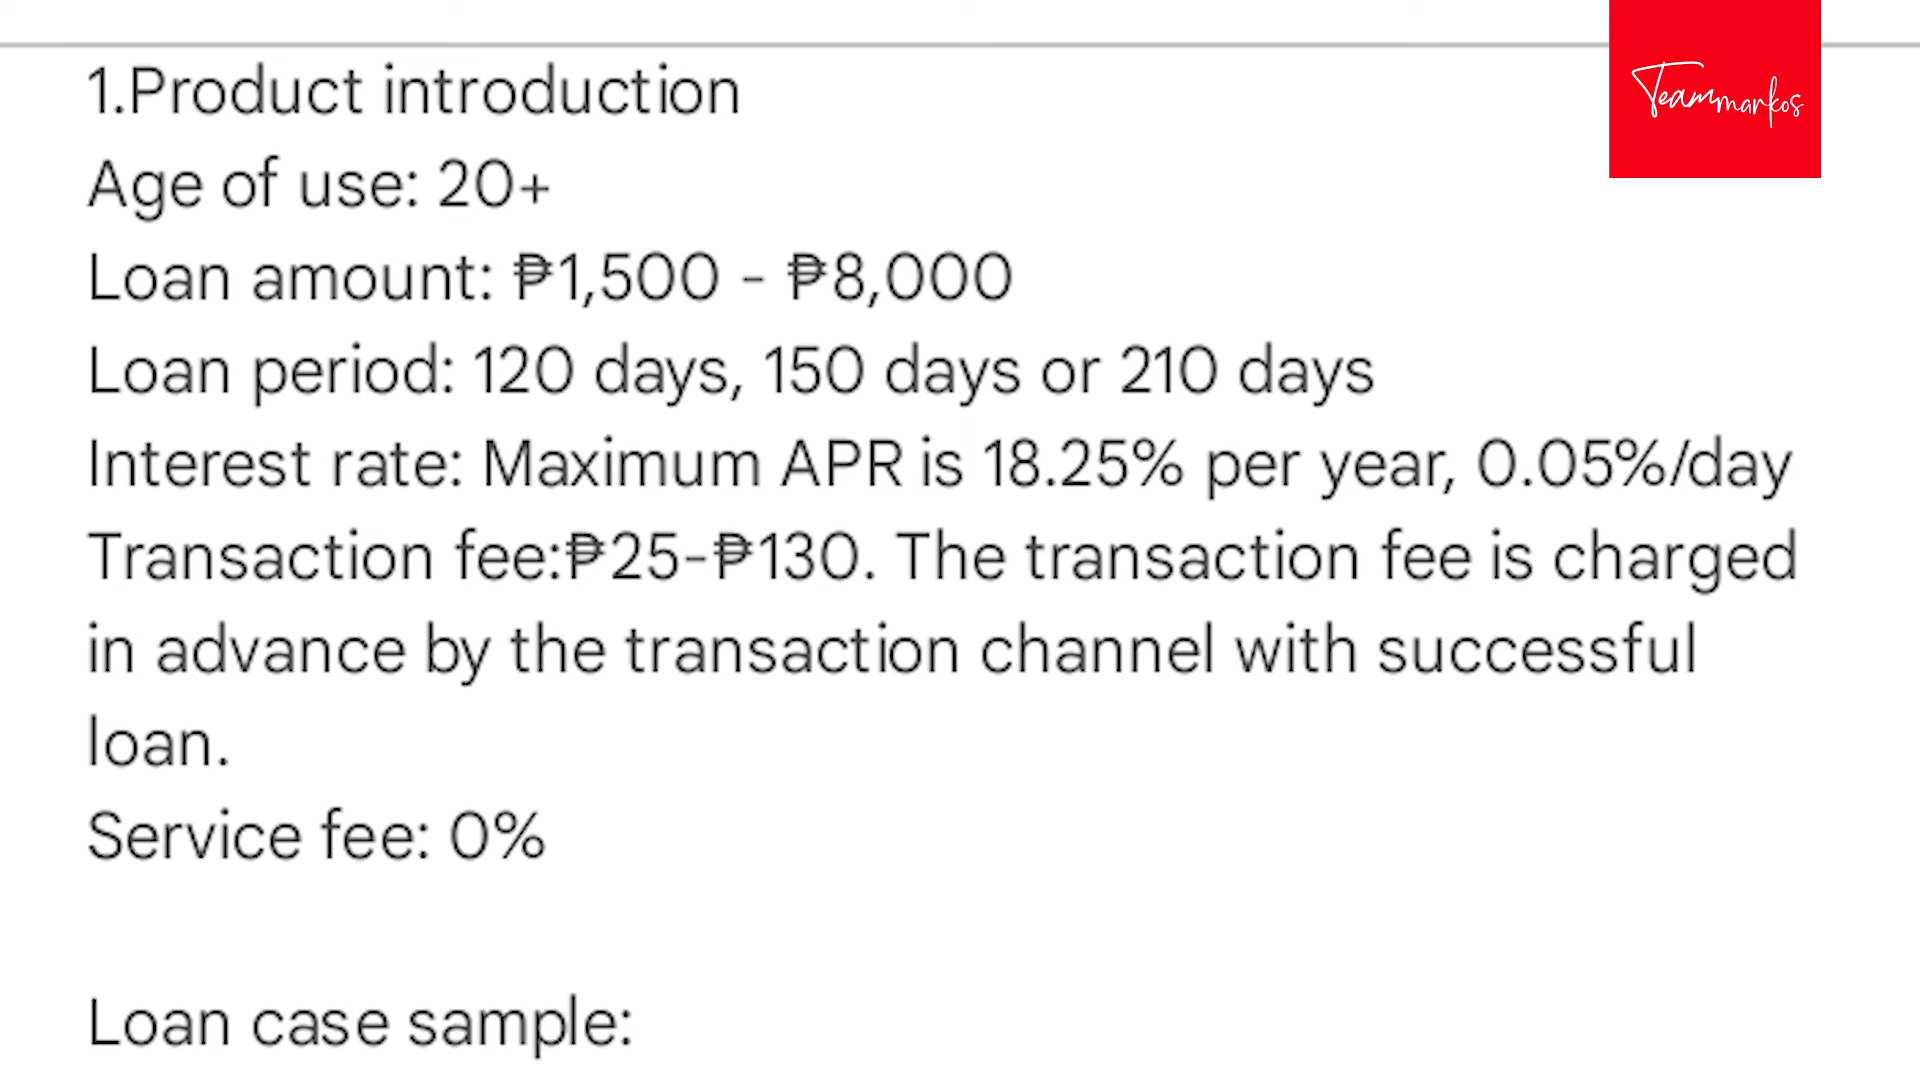 Teammarkos
1.Product introduction
Age of use: 20+
Loan amount: ₱1,500 - ₱8,000
Loan period: 120 days, 150 days or 210 days
Interest rate: Maximum APR is 18.25% per year, 0.05%/day
Transaction fee:₱25-₱130. The transaction fee is charged
in advance by the transaction channel with successful
loan.
Service fee: 0%
Loan case sample: